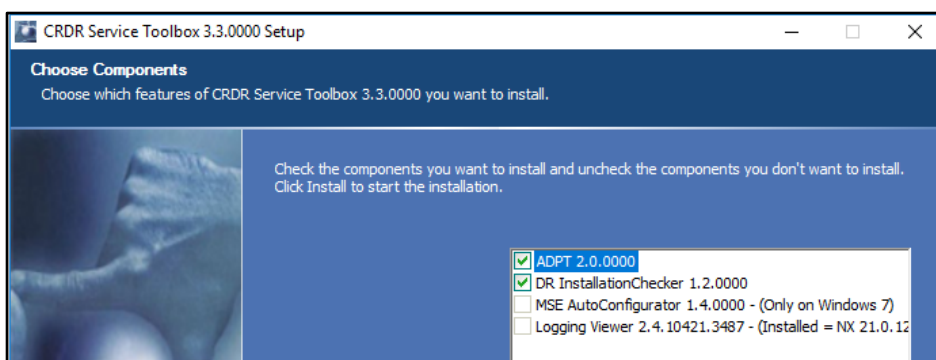 CRDR Service Toolbox 3.3.0000 Setup
Choose Components
Choose which features of CRDR Service Toolbox 3.3.0000 you want to install.
Check the components you want to install and uncheck the components you don't want to install.
Click Install to start the installation.
ADPT 2.0.0000
DR InstallationChecker 1.2.0000
MSE AutoConfigurator 1.4.0000 - (Only on Windows 7)
Logging Viewer 2.4.10421.3487 - (Installed = NX 21.0.12